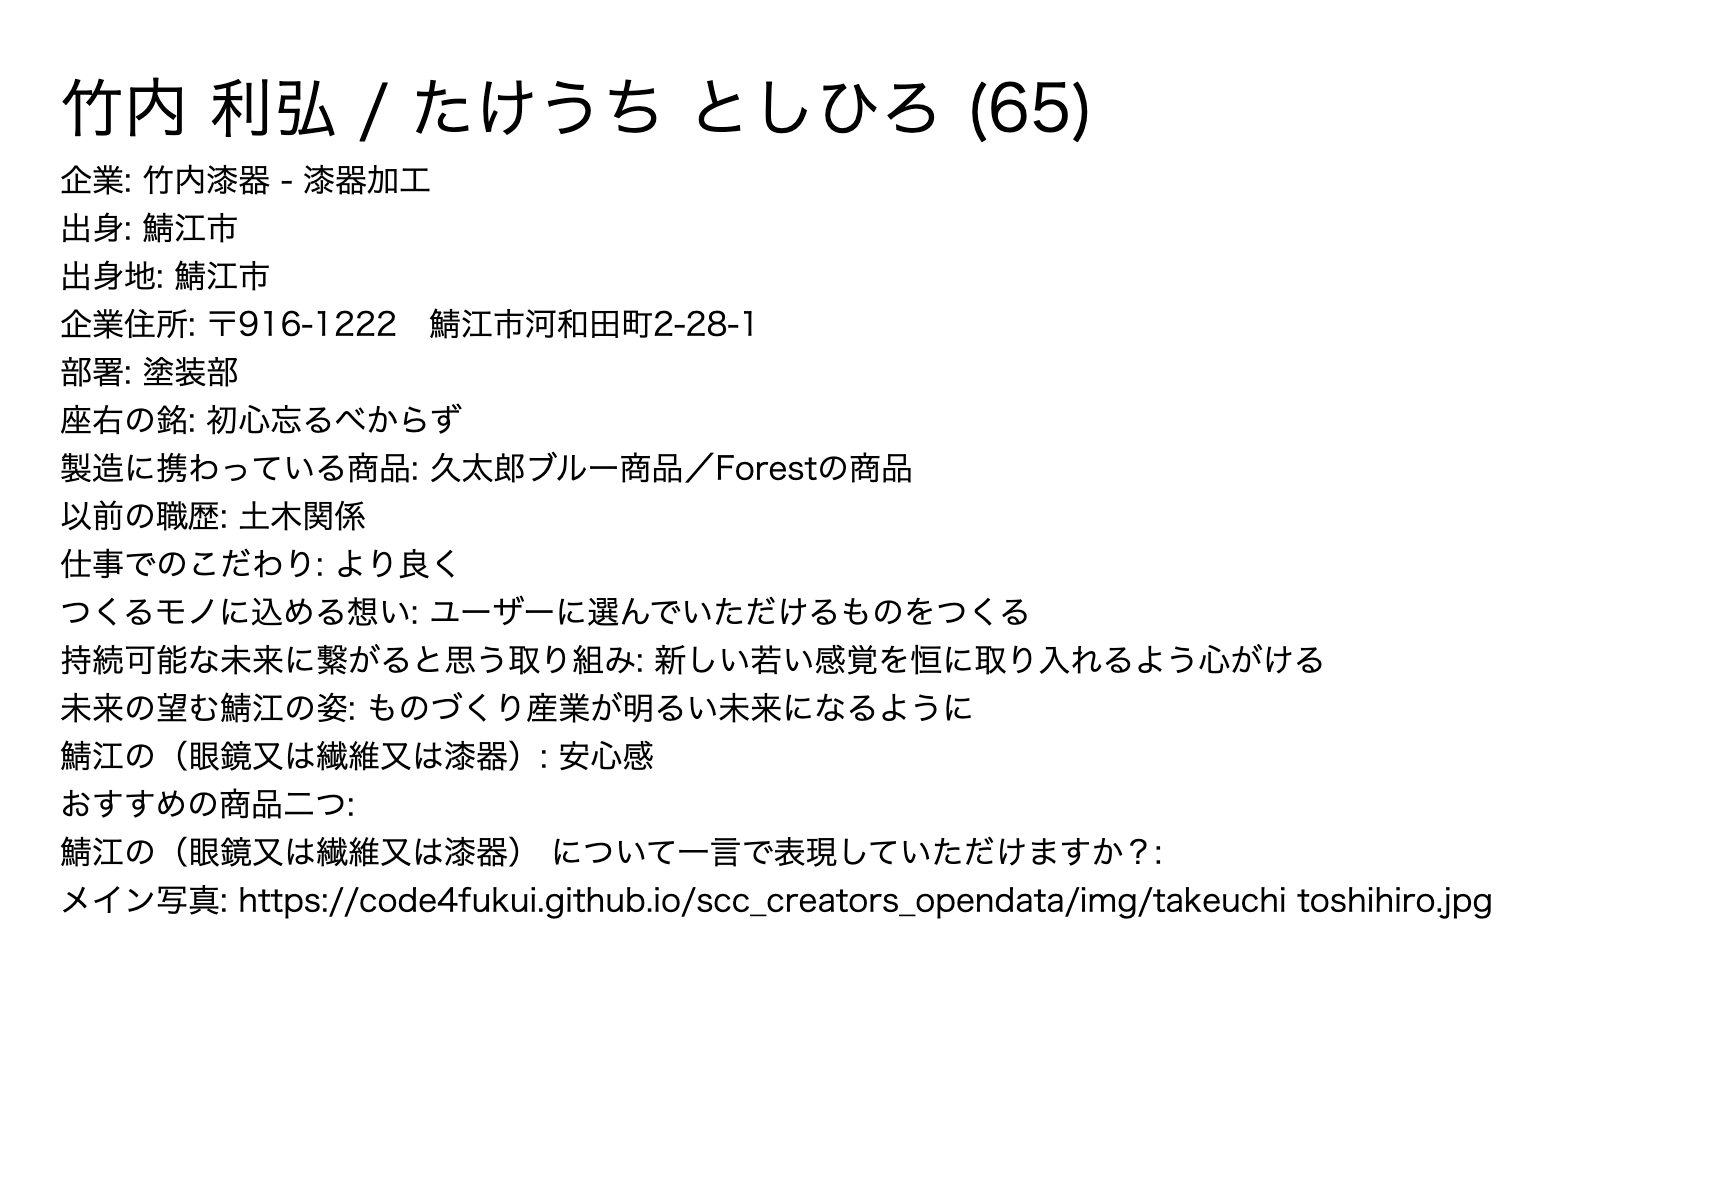 竹内 利弘 / たけうち としひろ (65)
企業: 竹内漆器 - 漆器加工
出身: 鯖江市
出身地: 鯖江市
企業住所: 〒916-1222　鯖江市河和田町2-28-1
部署: 塗装部
座右の銘: 初心忘るべからず
製造に携わっている商品: 久太郎ブルー商品／Forestの商品
以前の職歴: 土木関係
仕事でのこだわり: より良く
つくるモノに込める想い: ユーザーに選んでいただけるものをつくる
持続可能な未来に繋がると思う取り組み: 新しい若い感覚を恒に取り入れるよう心がける
未来の望む鯖江の姿: ものづくり産業が明るい未来になるように
鯖江の（眼鏡又は繊維又は漆器）: 安心感
おすすめの商品二つ:
鯖江の（眼鏡又は繊維又は漆器） について一言で表現していただけますか？:
メイン写真: https://code4fukui.github.io/scc_creators_opendata/img/takeuchi toshihiro.jpg